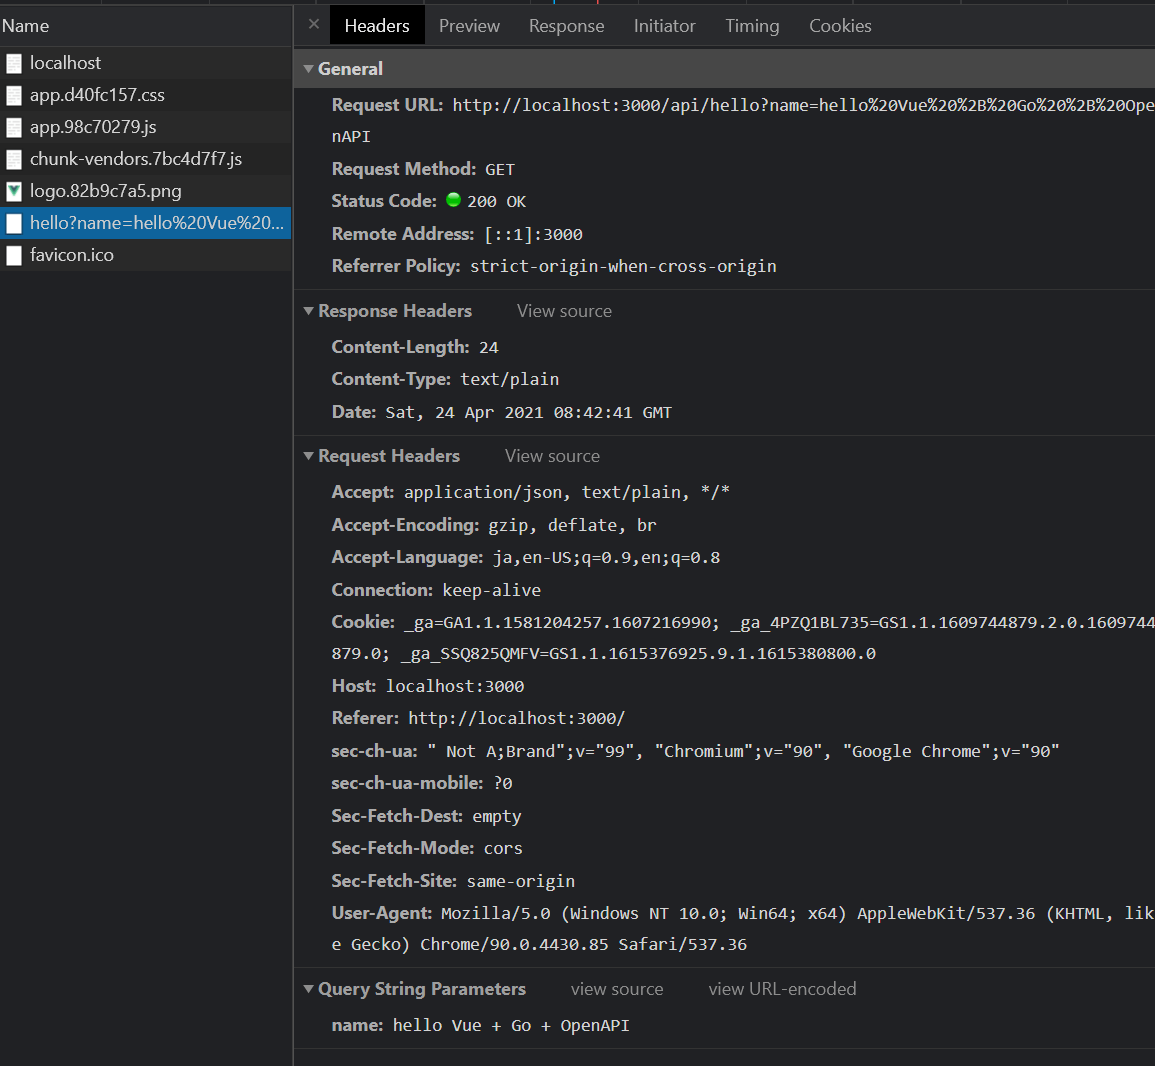 Name
localhost
app.d40fc157.css
app.98c70279.js
chunk-vendors.7bc4d7f7.js
logo.82b9c7a5.png
hello?name=hello%20Vue%20...
favicon.ico
× Headers Preview Response Initiator Timing Cookies
General
Request URL: http://localhost:3000/api/hello?name=hello%20Vue%20%2B%20Go%20%2B%20Ope
nAPI
Request Method: GET
Status Code: 200 OK
Remote Address: [::1]:3000
Referrer Policy: strict-origin-when-cross-origin
Response Headers View source
Content-Length: 24
Content-Type: text/plain
Date: Sat, 24 Apr 2021 08:42:41 GMT
Request Headers View source
Accept: application/json, text/plain, */*
Accept-Encoding: gzip, deflate, br
Accept-Language: ja,en-US;q=0.9,en;q=0.8
Connection: keep-alive
Cookie: _ga=GA1.1.1581204257.1607216990; _ga_4PZQ1BL735=GS1.1.1609744879.2.0.1609744
879.0; _ga_SSQ825QMFV=GS1.1.1615376925.9.1.1615380800.0
Host: localhost:3000
Referer: http://localhost:3000/
sec-ch-ua: " Not A;Brand";v="99", "Chromium";v="90", "Google Chrome";v="90"
sec-ch-ua-mobile: ?0
Sec-Fetch-Dest: empty
Sec-Fetch-Mode: cors
Sec-Fetch-Site: same-origin
User-Agent: Mozilla/5.0 (Windows NT 10.0; Win64; x64) AppleWebKit/537.36 (KHTML, lik
e Gecko) Chrome/90.0.4430.85 Safari/537.36
Query String Parameters view source view URL-encoded
name: hello Vue + Go + OpenAPI